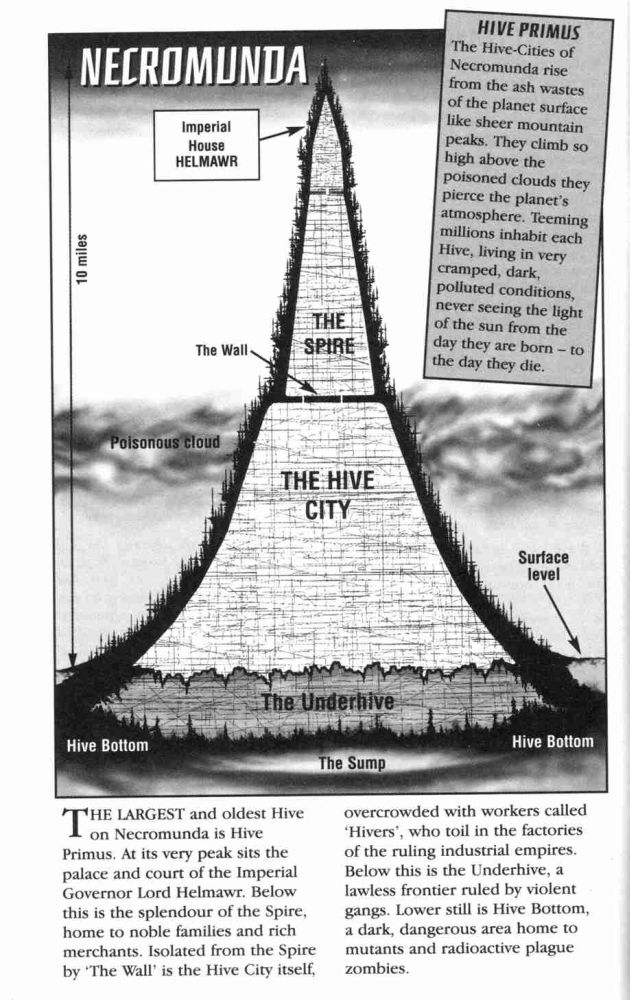 NECROMUNDA
HIVE PRIMUS
The Hive-Cities of
Necromunda rise
from the ash wastes
of the planet surface
like sheer mountain
peaks. They climb so
high above the
poisoned clouds they
pierce the planet's
atmosphere. Teeming
millions inhabit each
Hive, living in very
cramped, dark,
polluted conditions,
never seeing the light
of the sun from the
day they are born – to
the day they die.
Imperial
House
HELMAWR
10 miles
THE
SPIRE
The Wall
Poisonous cloud
THE HIVE
CITY
Surface
level
The Underhive
Hive Bottom
Hive Bottom
The Sump
THE LARGEST and oldest Hive
on Necromunda is Hive
Primus. At its very peak sits the
palace and court of the Imperial
Governor Lord Helmawr. Below
this is the splendour of the Spire,
home to noble families and rich
merchants. Isolated from the Spire
by 'The Wall' is the Hive City itself,
overcrowded with workers called
'Hivers', who toil in the factories
of the ruling industrial empires.
Below this is the Underhive, a
lawless frontier ruled by violent
gangs. Lower still is Hive Bottom,
a dark, dangerous area home to
mutants and radioactive plague
zombies.